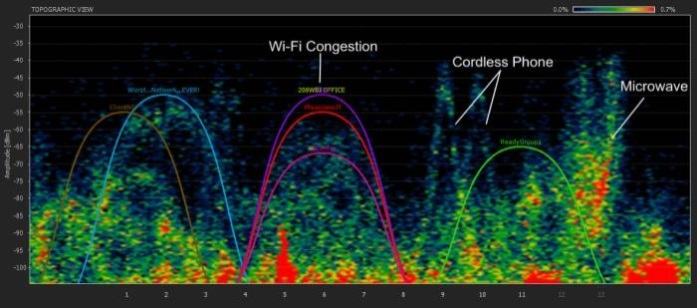 TOPOGRAPHIC VIEW
0.0% 0.7%
Wi-Fi Congestion
Cordless Phone
Microwave
ReadyGroup1
Amplitude [dBm]
-30
-35
-40
-45
-50
-55
-60
-65
-70
-75
-80
-85
-90
-95
-100
1 2 3 4 5 6 7 8 9 10 11 12 13